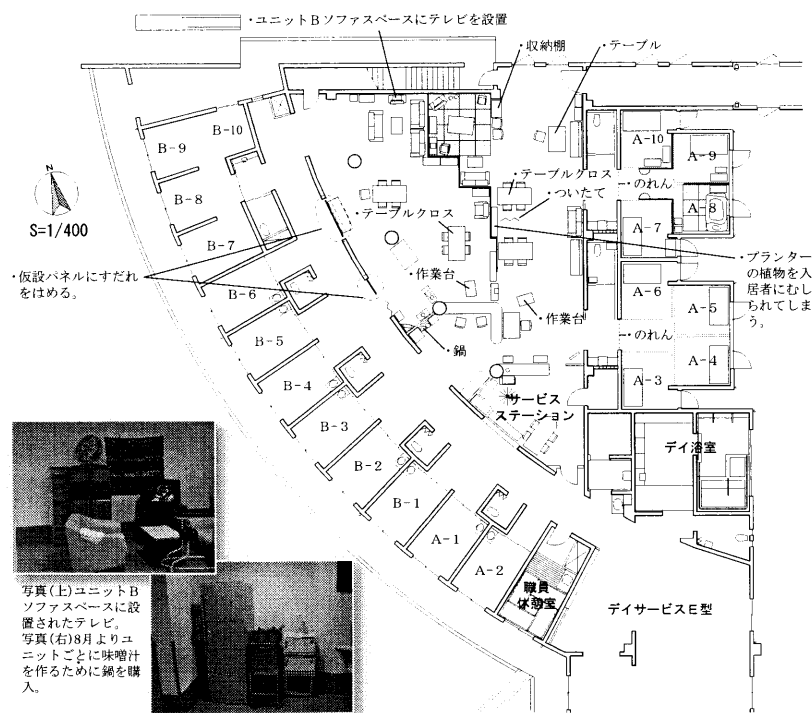 ・ユニットBソファスペースにテレビを設置
・収納棚
・テーブル
B-10
B-9
A-10
A-9
N
・テーブルクロス
・のれん
B-8
A-8
・ついたて
S=1/400
・テーブルクロス
A-7
B-7
・仮設パネルにすだれ
をはめる。
・プランター
の植物を入
居者にむし
られてしま
う。
・作業台
A-6
B-6
・作業台
A-5
B-5
・のれん
・鍋
A-4
B-4
A-3
サービス
ステーション
B-3
デイ浴室
B-2
B-1
A-1
A-2
職員
休憩室
デイサービスE型
写真(上)ユニットB
ソファスペースに設
置されたテレビ。
写真(右)8月よりユ
ニットごとに味噌汁
を作るために鍋を購
入。